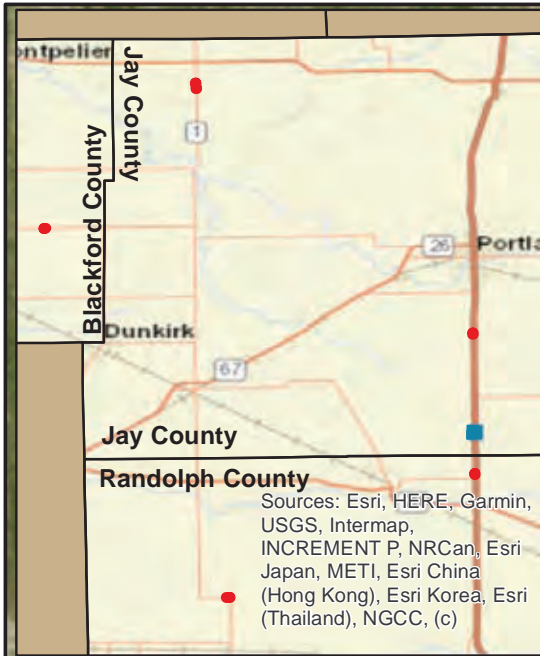 ontpelier
Jay County
1
Blackford County
26
Portla
Dunkirk
67
Jay County
Randolph County
Sources: Esri, HERE, Garmin,
USGS, Intermap,
INCREMENT P, NRCan, Esri
Japan, METI, Esri China
(Hong Kong), Esri Korea, Esri
(Thailand), NGCC, (c)